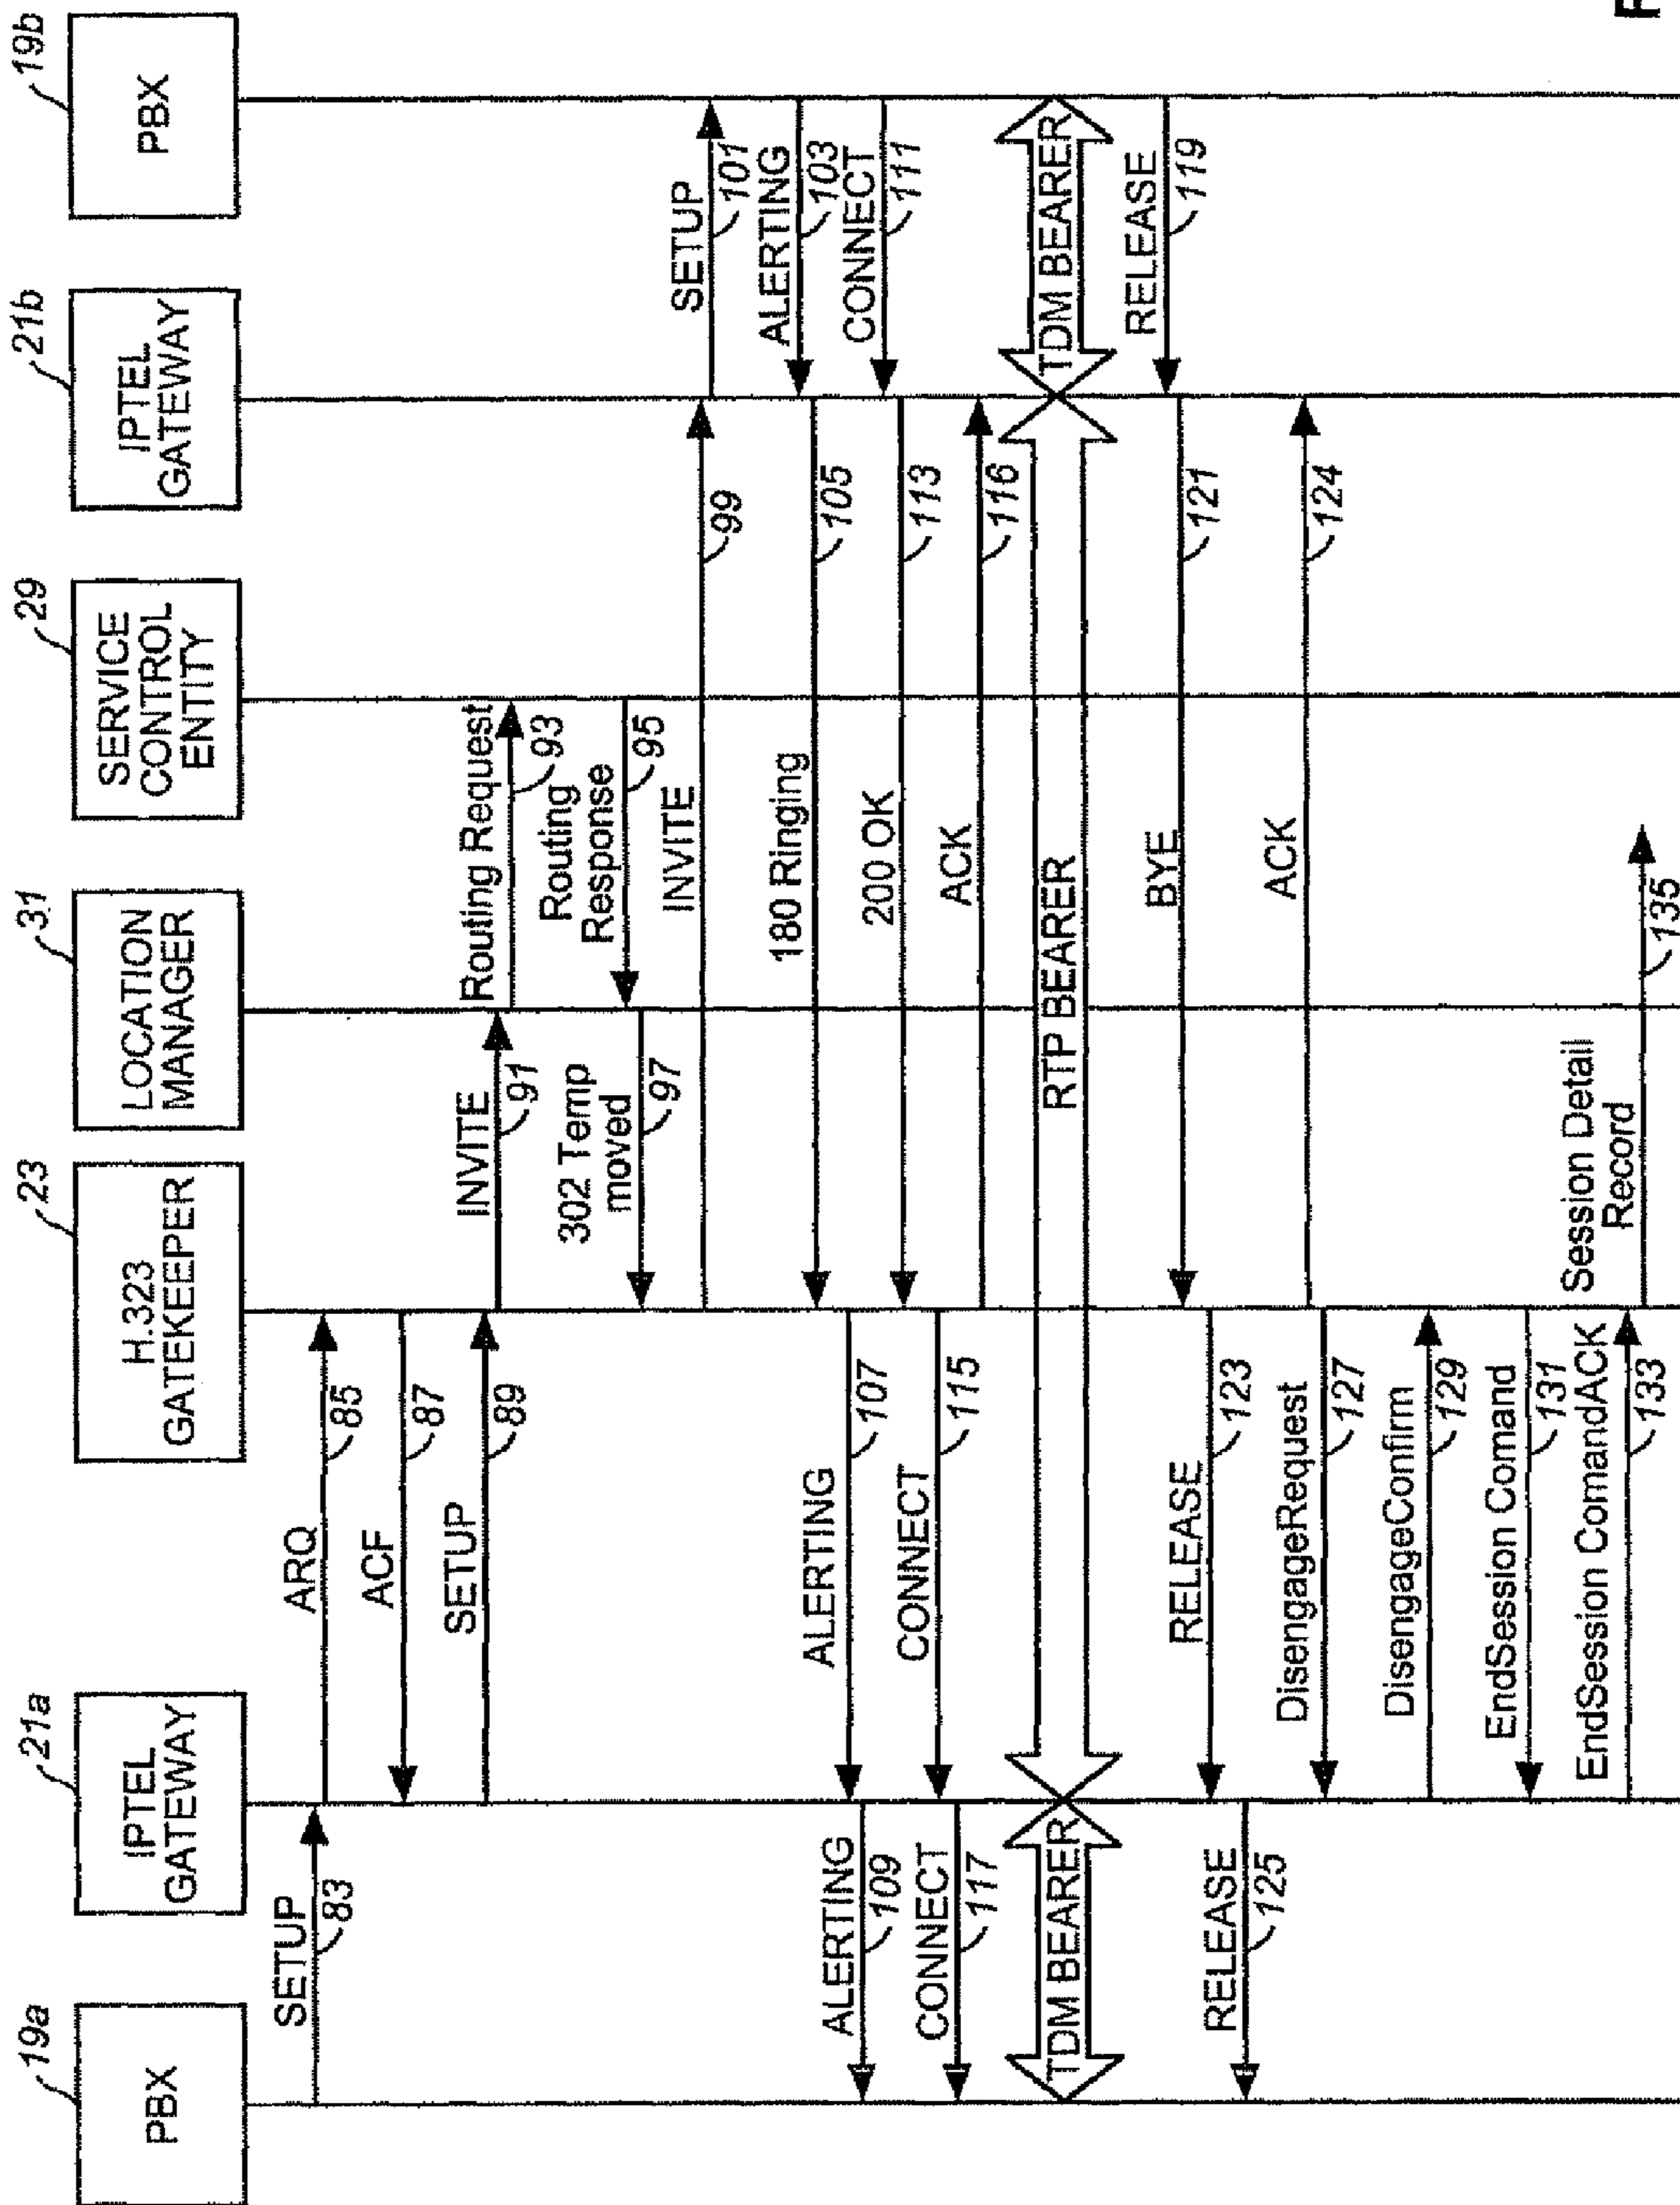 19a
PBX
21a
IPTEL
GATEWAY
23
H.323
GATEKEEPER
31
LOCATION
MANAGER
29
SERVICE
CONTROL
ENTITY
21b
IPTEL
GATEWAY
19b
PBX
SETUP
83
ARQ
85
ACF
87
SETUP
89
INVITE
91
Routing Request
93
Routing
Response
95
302 Temp
moved
97
INVITE
99
SETUP
101
ALERTING
103
180 Ringing
105
ALERTING
107
ALERTING
109
CONNECT
111
200 OK
113
CONNECT
115
ACK
116
CONNECT
117
TDM BEARER
RTP BEARER
TDM BEARER
RELEASE
119
BYE
121
RELEASE
123
RELEASE
125
ACK
124
DisengageRequest
127
DisengageConfirm
129
EndSession Comand
131
EndSession ComandACK
133
Session Detail
Record
135